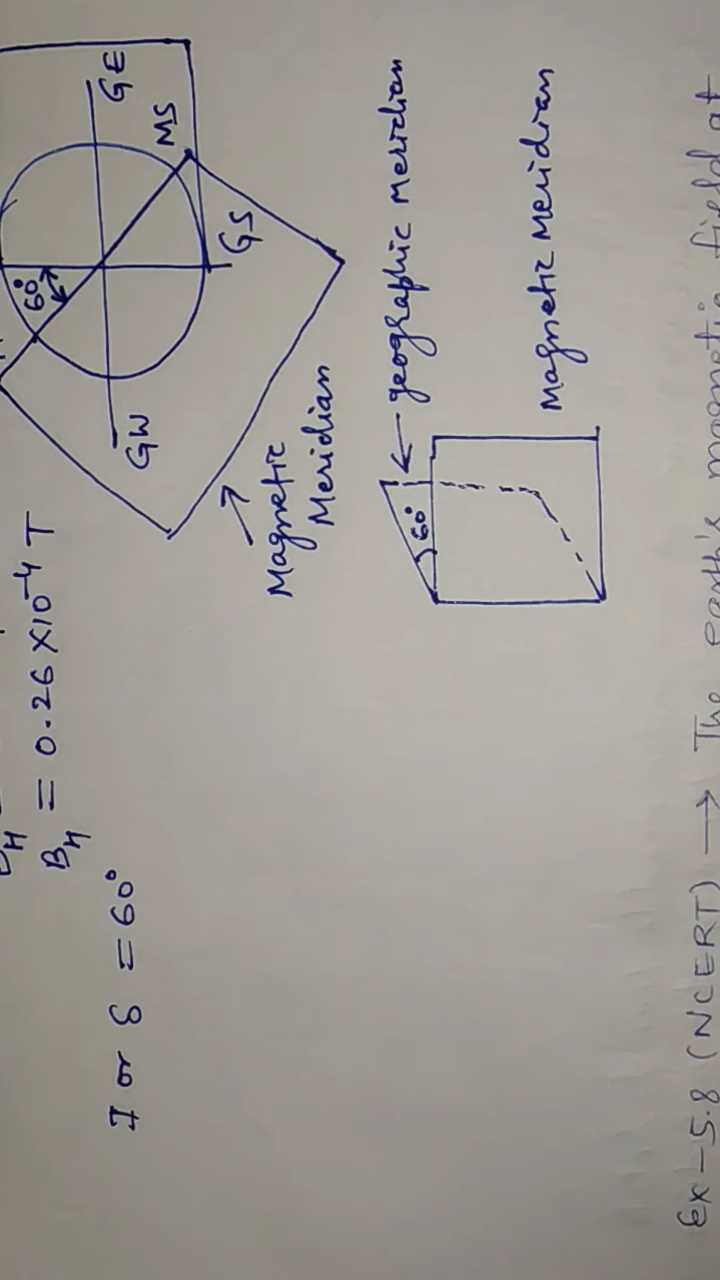 B_H = 0.26 × 10⁻⁴ T
I or δ = 60°
60°
GE
MS
GS
GW
Magnetic
Meridian
60°
← geographic Meridian
Magnetic Meridian
Ex – 5.8 (NCERT) → The earth's magnetic field at